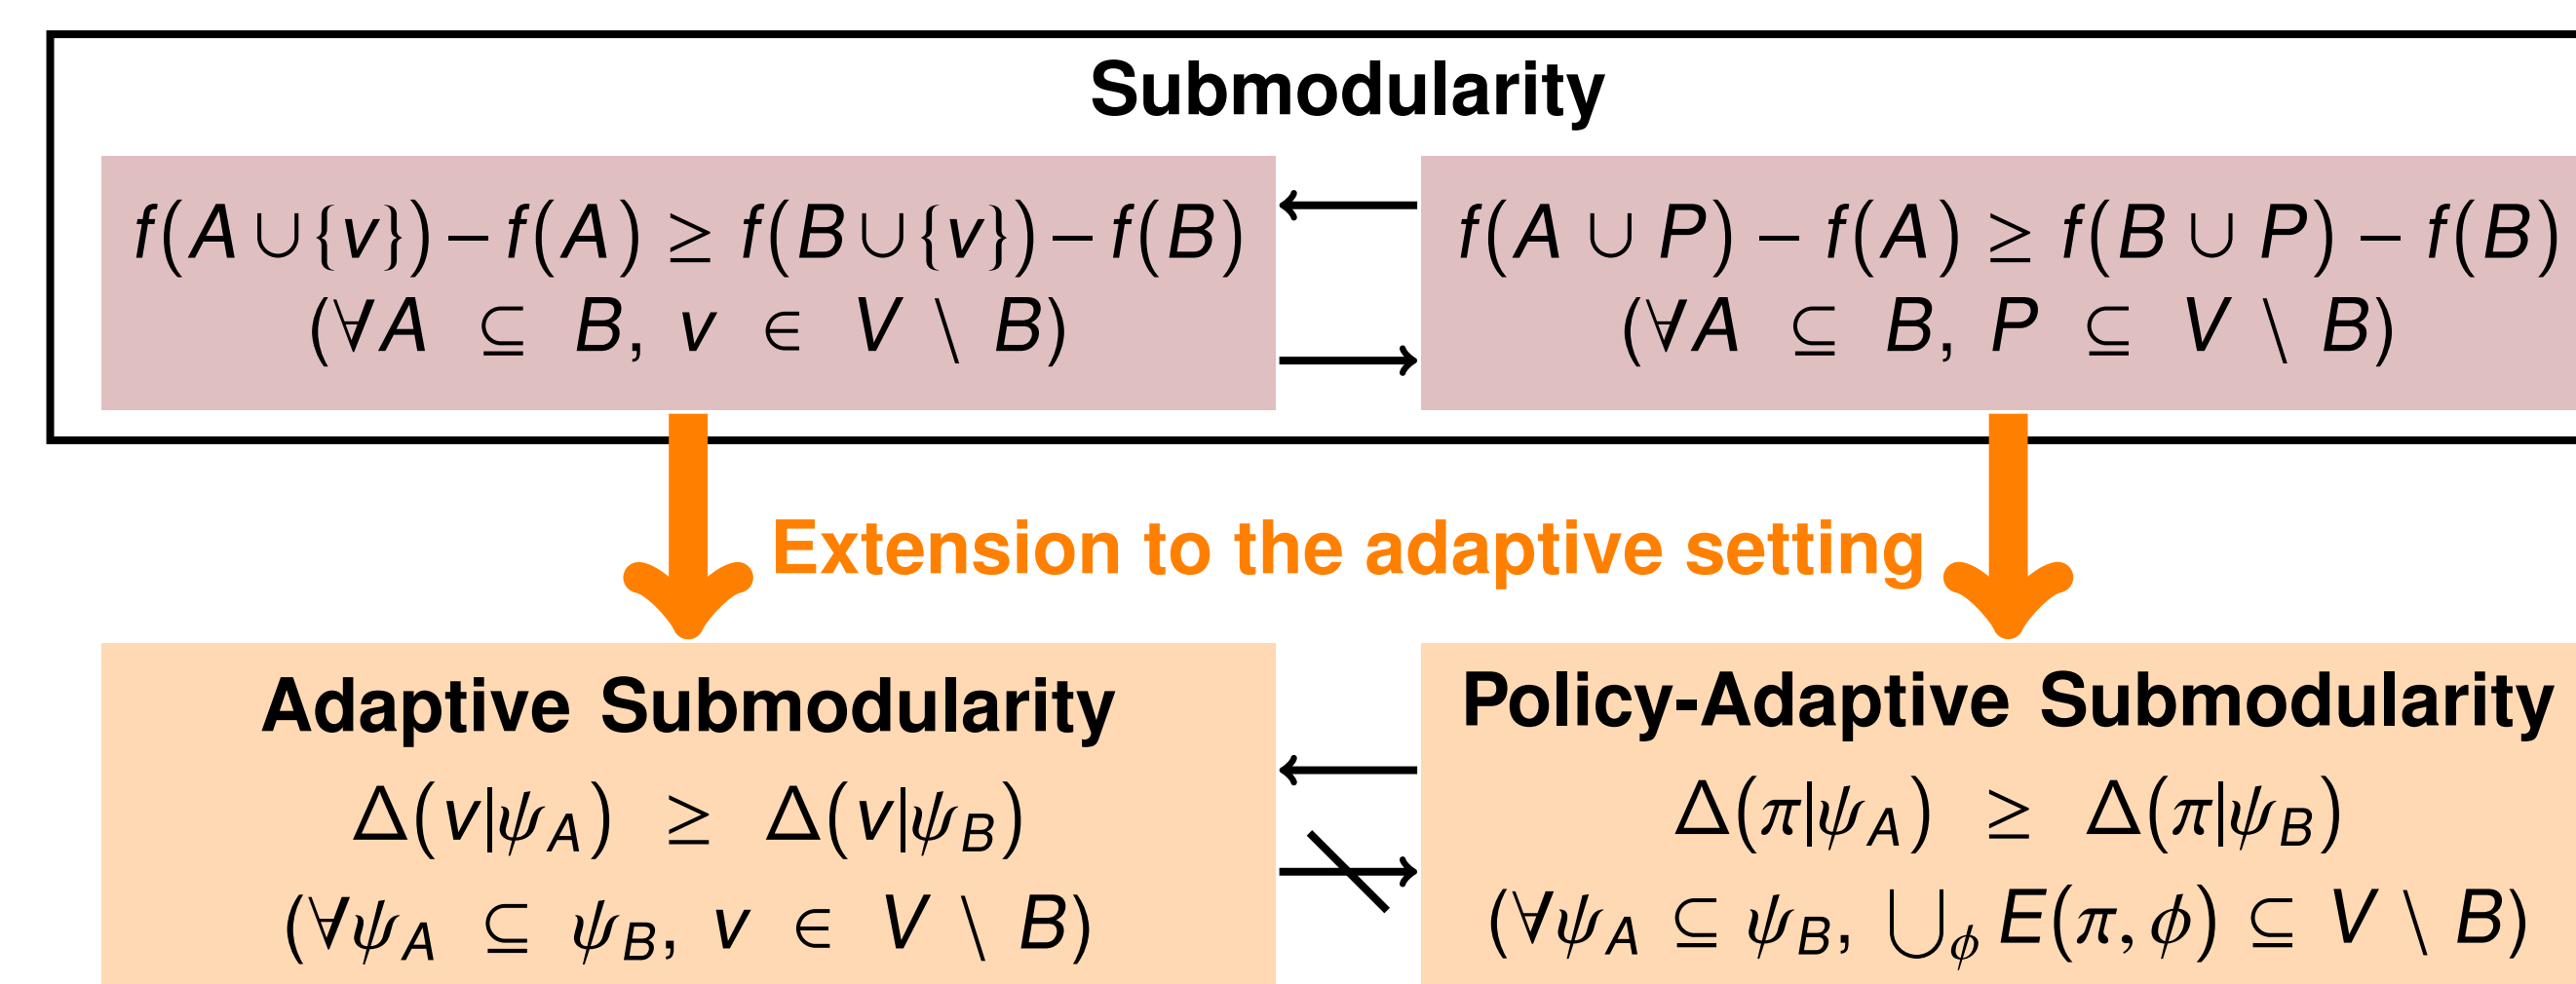 Submodularity
f(A ∪ {v}) – f(A) ≥ f(B ∪ {v}) – f(B)
(∀A ⊆ B, v ∈ V \ B)
f(A ∪ P) – f(A) ≥ f(B ∪ P) – f(B)
(∀A ⊆ B, P ⊆ V \ B)
Extension to the adaptive setting
Adaptive Submodularity
Δ(v|ψ_A) ≥ Δ(v|ψ_B)
(∀ψ_A ⊆ ψ_B, v ∈ V \ B)
Policy-Adaptive Submodularity
Δ(π|ψ_A) ≥ Δ(π|ψ_B)
(∀ψ_A ⊆ ψ_B, ⋃_ϕ E(π, ϕ) ⊆ V \ B)